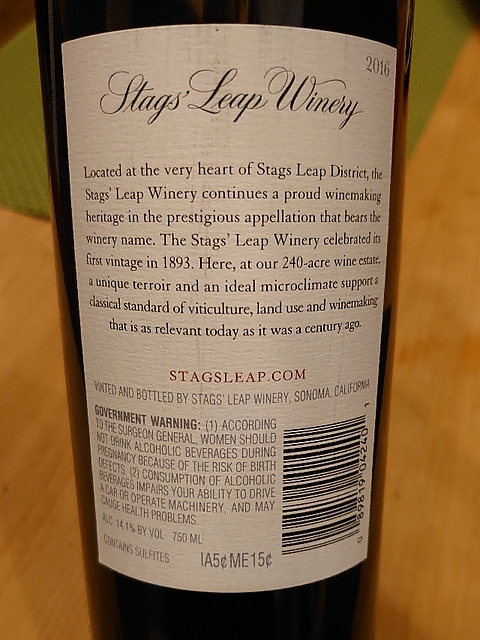 2016
Stags' Leap Winery
Located at the very heart of Stags Leap District, the
Stags' Leap Winery continues a proud winemaking
heritage in the prestigious appellation that bears the
winery name. The Stags' Leap Winery celebrated its
first vintage in 1893. Here, at our 240-acre wine estate,
a unique terroir and an ideal microclimate support a
classical standard of viticulture, land use and winemaking
that is as relevant today as it was a century ago.
STAGSLEAP.COM
VINTED AND BOTTLED BY STAGS' LEAP WINERY, SONOMA, CALIFORNIA
GOVERNMENT WARNING: (1) ACCORDING
TO THE SURGEON GENERAL, WOMEN SHOULD
NOT DRINK ALCOHOLIC BEVERAGES DURING
PREGNANCY BECAUSE OF THE RISK OF BIRTH
DEFECTS. (2) CONSUMPTION OF ALCOHOLIC
BEVERAGES IMPAIRS YOUR ABILITY TO DRIVE
A CAR OR OPERATE MACHINERY, AND MAY
CAUSE HEALTH PROBLEMS.
ALC. 14.1% BY VOL 750 ML
CONTAINS SULFITES
IA5¢ME15¢
0 89819 04240 1